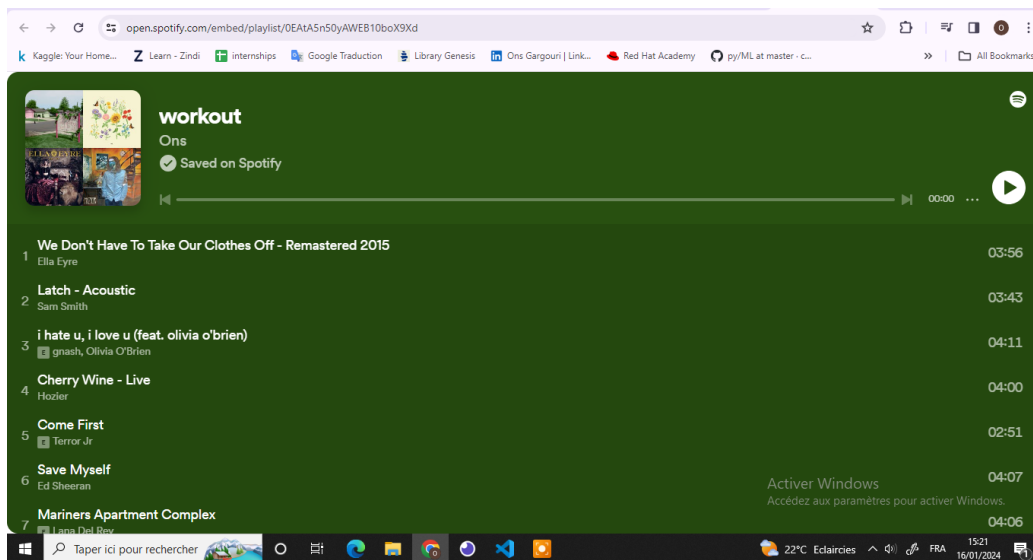 open.spotify.com/embed/playlist/0EAtA5n50yAWEB10boX9Xd
Kaggle: Your Home... Learn - Zindi internships Google Traduction Library Genesis Ons Gargouri | Link... Red Hat Academy py/ML at master · c... » All Bookmarks
workout
Ons
Saved on Spotify
00:00 ...
1 We Don't Have To Take Our Clothes Off - Remastered 2015 03:56
Ella Eyre
2 Latch - Acoustic 03:43
Sam Smith
3 i hate u, i love u (feat. olivia o'brien) 04:11
E gnash, Olivia O'Brien
4 Cherry Wine - Live 04:00
Hozier
5 Come First 02:51
E Terror Jr
6 Save Myself 04:07
Ed Sheeran
7 Mariners Apartment Complex 04:06
E Lana Del Rey
Activer Windows
Accédez aux paramètres pour activer Windows.
Taper ici pour rechercher 22°C Eclaircies FRA 15:21
16/01/2024
ELLA EYRE